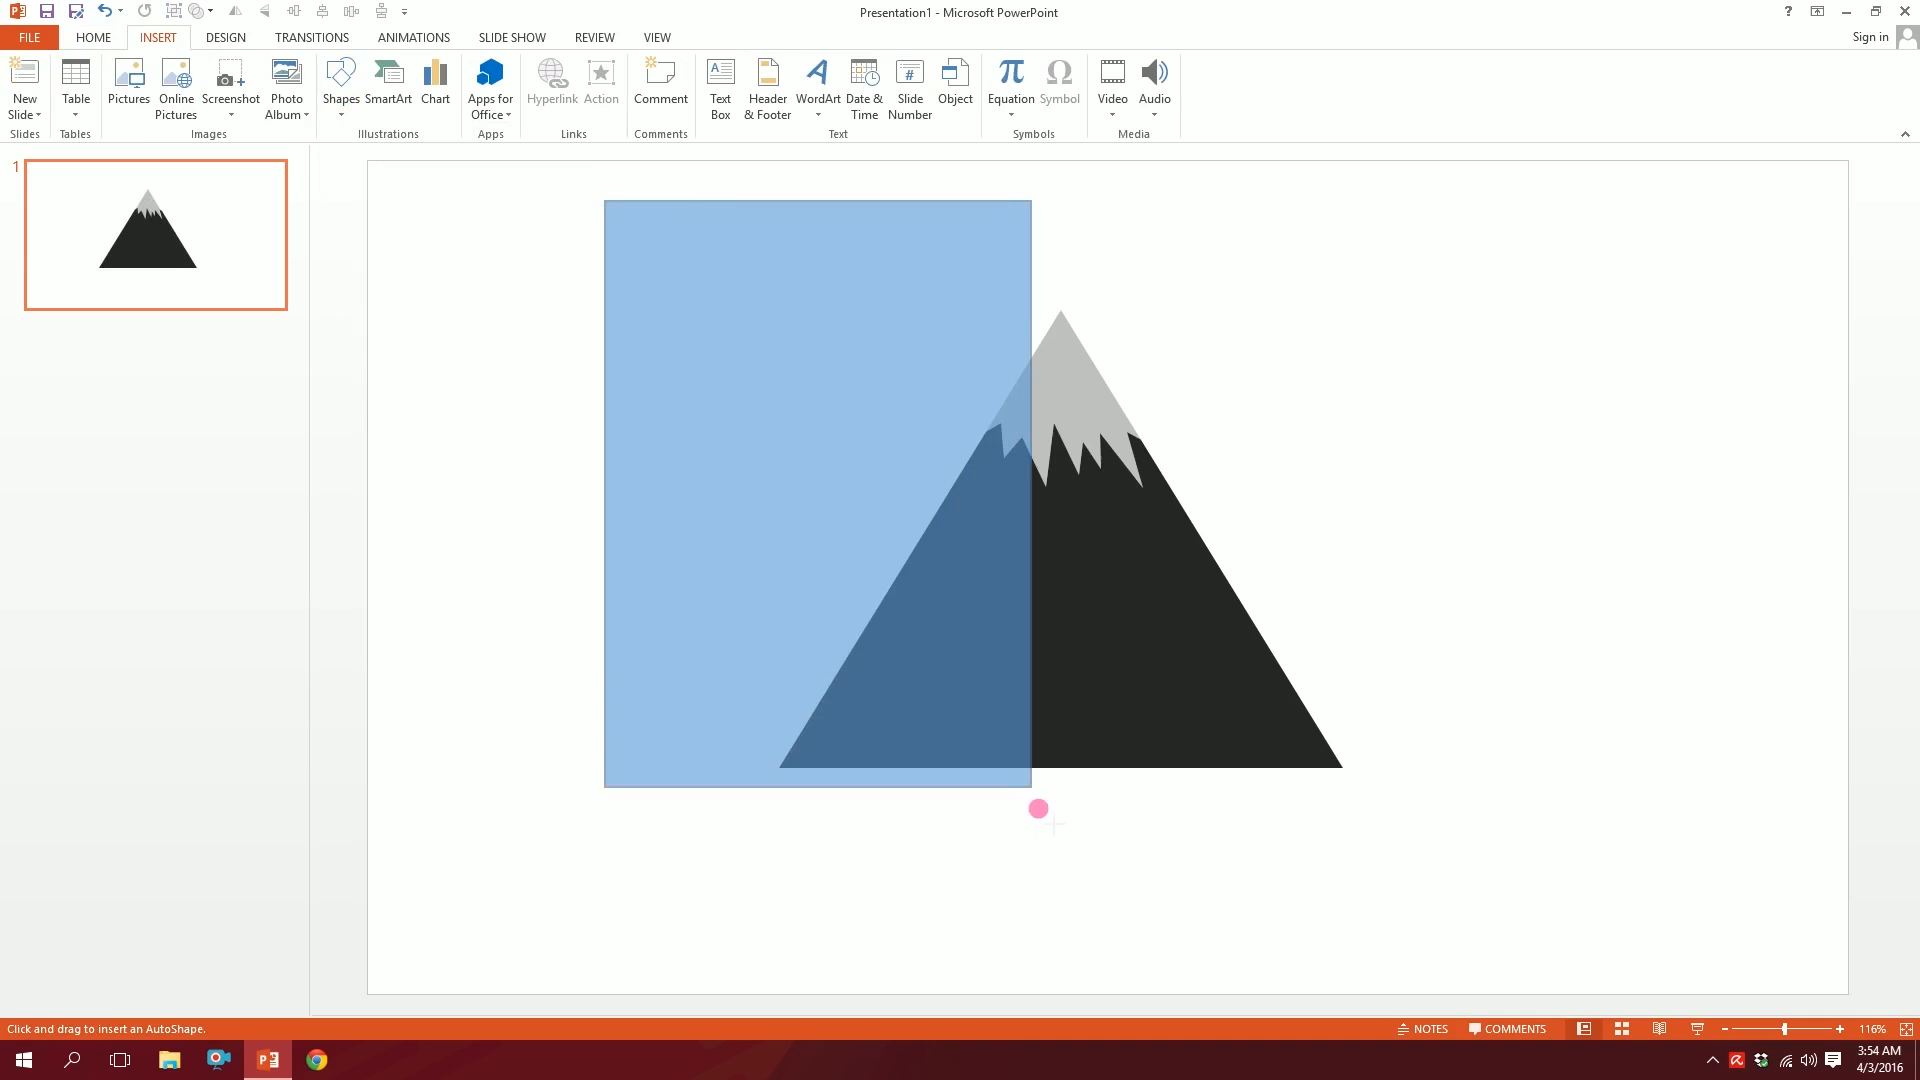 Presentation1 - Microsoft PowerPoint
?
FILE HOME INSERT DESIGN TRANSITIONS ANIMATIONS SLIDE SHOW REVIEW VIEW Sign in
New Slide
Table
Pictures
Online Pictures
Screenshot
Photo Album
Shapes
SmartArt
Chart
Apps for Office
Hyperlink
Action
Comment
Text Box
Header & Footer
WordArt
Date & Time
Slide Number
Object
Equation
Symbol
Video
Audio
Slides Tables Images Illustrations Apps Links Comments Text Symbols Media
1
Click and drag to insert an AutoShape.
NOTES COMMENTS 116%
3:54 AM
4/3/2016